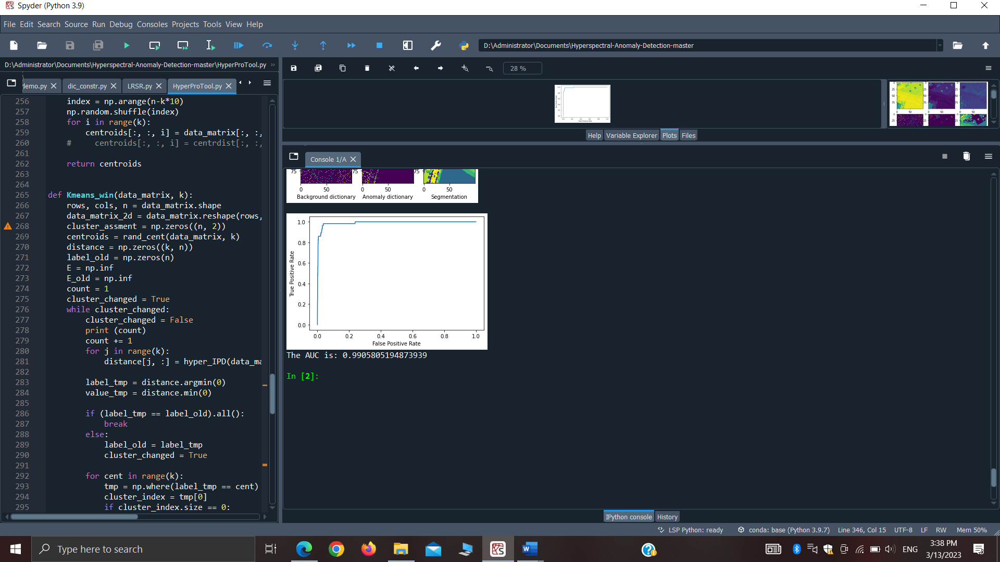 Spyder (Python 3.9)
File Edit Search Source Run Debug Consoles Projects Tools View Help
D:\Administrator\Documents\Hyperspectral-Anomaly-Detection-master
D:\Administrator\Documents\Hyperspectral-Anomaly-Detection-master\HyperProTool.py
demo.py dic_constr.py LRSR.py HyperProTool.py
256 index = np.arange(n-k*10)
257 np.random.shuffle(index)
258 for i in range(k):
259 centroids[:, :, i] = data_matrix[:, :,
260 # centroids[:, :, i] = centrdist[:, :,
261
262 return centroids
263
264
265 def Kmeans_win(data_matrix, k):
266 rows, cols, n = data_matrix.shape
267 data_matrix_2d = data_matrix.reshape(rows,
268 cluster_assment = np.zeros((n, 2))
269 centroids = rand_cent(data_matrix, k)
270 distance = np.zeros((k, n))
271 label_old = np.zeros(n)
272 E = np.inf
273 E_old = np.inf
274 count = 1
275 cluster_changed = True
276 while cluster_changed:
277 cluster_changed = False
278 print (count)
279 count += 1
280 for j in range(k):
281 distance[j, :] = hyper_IPD(data_ma
282
283 label_tmp = distance.argmin(0)
284 value_tmp = distance.min(0)
285
286 if (label_tmp == label_old).all():
287 break
288 else:
289 label_old = label_tmp
290 cluster_changed = True
291
292 for cent in range(k):
293 tmp = np.where(label_tmp == cent)
294 cluster_index = tmp[0]
295 if cluster_index.size == 0:
28 %
Help Variable Explorer Plots Files
Console 1/A
75 75 75
0 50 0 50 0 50
Background dictionary Anomaly dictionary Segmentation
1.0
0.8
0.6
0.4
0.2
0.0
True Positive Rate
0.0 0.2 0.4 0.6 0.8 1.0
False Positive Rate
The AUC is: 0.9905805194873939
In [2]:
IPython console History
LSP Python: ready conda: base (Python 3.9.7) Line 346, Col 15 UTF-8 LF RW Mem 50%
Type here to search
ENG
3:38 PM
3/13/2023